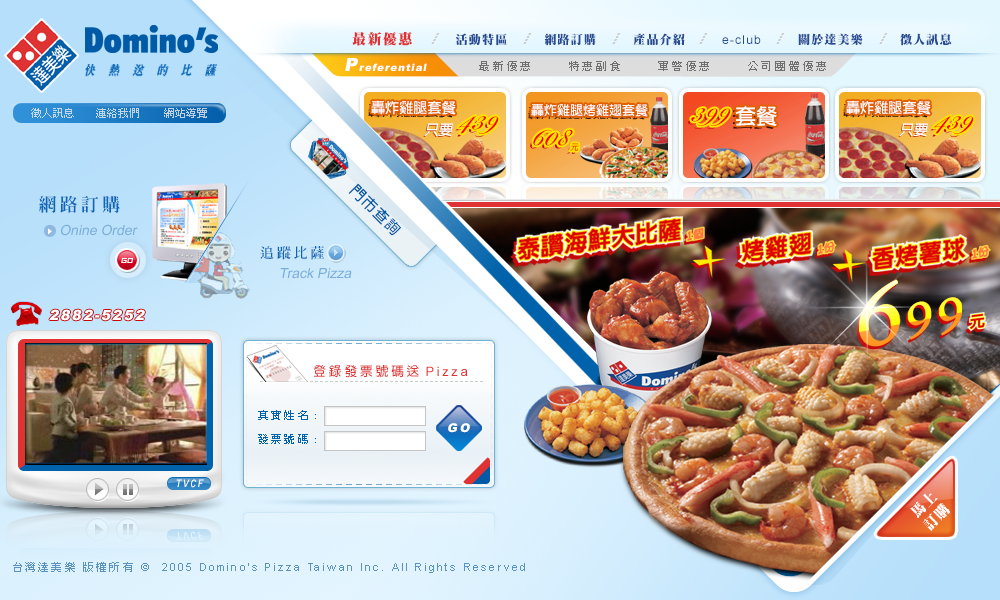 達美樂
Domino's
快熱送的比薩
徵人訊息 連絡我們 網站導覽
最新優惠 活動特區 網路訂購 產品介紹 e-club 關於達美樂 徵人訊息
Preferential 最新優惠 特惠副食 軍警優惠 公司團體優惠
轟炸雞腿套餐
只要439
轟炸雞腿烤雞翅套餐
608元
399套餐
轟炸雞腿套餐
只要439
門市查詢
網路訂購
Onine Order
GO
追蹤比薩
Track Pizza
2882-5252
泰讚海鮮大比薩1個 + 烤雞翅1份 + 香烤薯球1份
699元
Domino's
登錄發票號碼送 Pizza
真實姓名：
發票號碼：
GO
TVCF
馬上
訂購
台灣達美樂 版權所有 © 2005 Domino's Pizza Taiwan Inc. All Rights Reserved